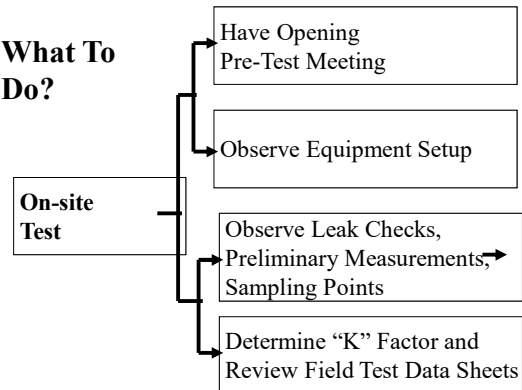 What To
Do?
Have Opening
Pre-Test Meeting
Observe Equipment Setup
On-site
Test
Observe Leak Checks,
Preliminary Measurements,
Sampling Points
Determine “K” Factor and
Review Field Test Data Sheets